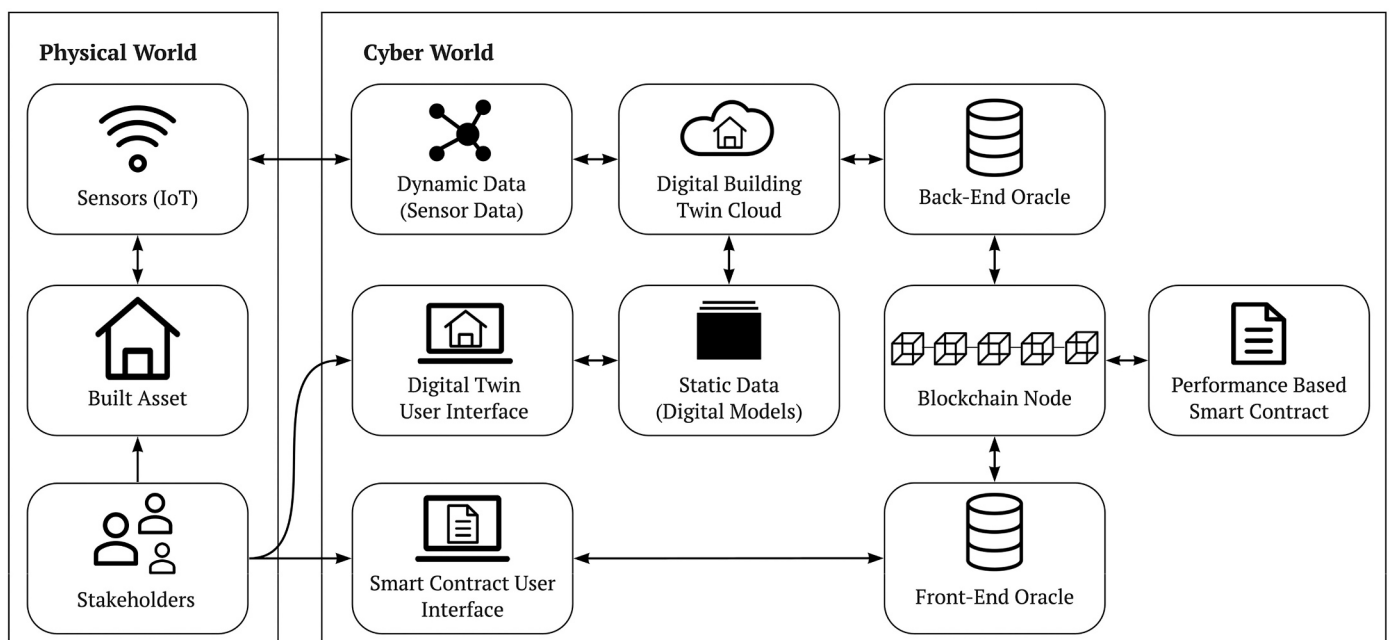 Physical World
Cyber World
Sensors (IoT)
Dynamic Data
(Sensor Data)
Digital Building
Twin Cloud
Back-End Oracle
Built Asset
Digital Twin
User Interface
Static Data
(Digital Models)
Blockchain Node
Performance Based
Smart Contract
Stakeholders
Smart Contract User
Interface
Front-End Oracle